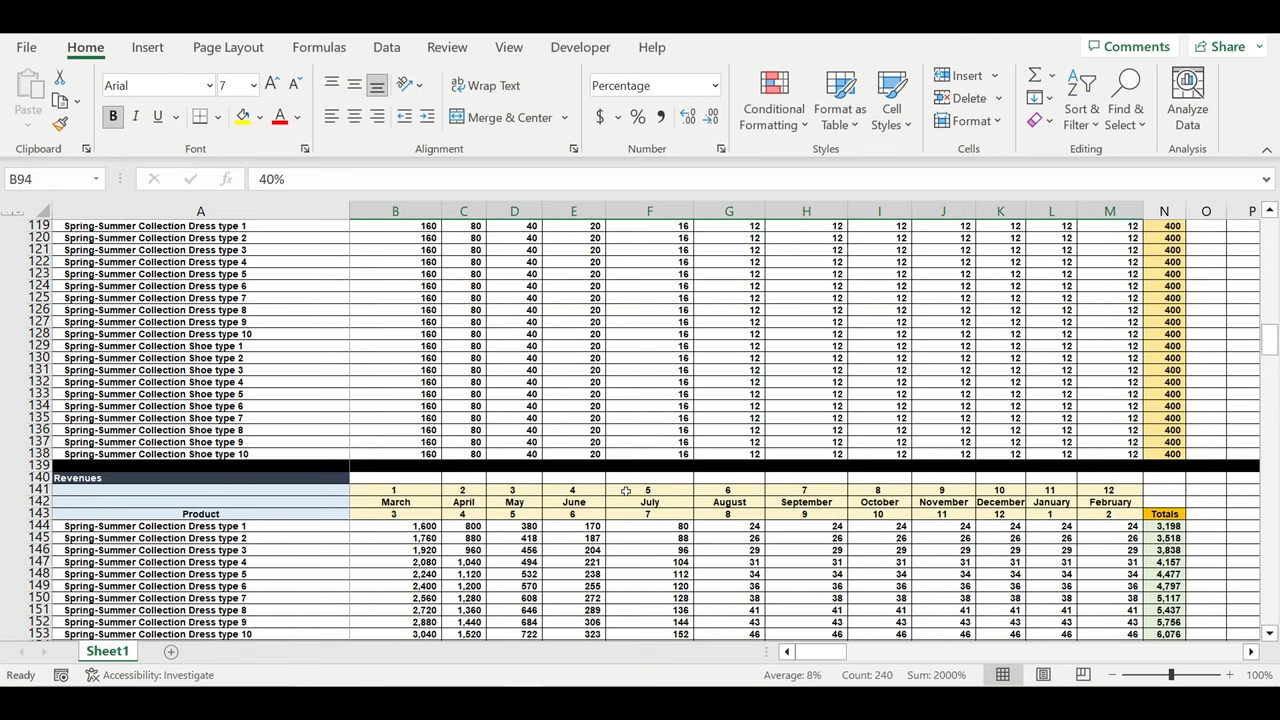 File Home Insert Page Layout Formulas Data Review View Developer Help Comments Share
Paste Arial 7 Wrap Text Percentage Conditional Formatting Format as Table Cell Styles Insert Σ Sort & Filter Find & Select Analyze Data
B I U A Merge & Center $ % Delete Format
Clipboard Font Alignment Number Styles Cells Editing Analysis
B94 fx 40%
A B C D E F G H I J K L M N O P
119 Spring-Summer Collection Dress type 1 160 80 40 20 16 12 12 12 12 12 12 12 400
120 Spring-Summer Collection Dress type 2 160 80 40 20 16 12 12 12 12 12 12 12 400
121 Spring-Summer Collection Dress type 3 160 80 40 20 16 12 12 12 12 12 12 12 400
122 Spring-Summer Collection Dress type 4 160 80 40 20 16 12 12 12 12 12 12 12 400
123 Spring-Summer Collection Dress type 5 160 80 40 20 16 12 12 12 12 12 12 12 400
124 Spring-Summer Collection Dress type 6 160 80 40 20 16 12 12 12 12 12 12 12 400
125 Spring-Summer Collection Dress type 7 160 80 40 20 16 12 12 12 12 12 12 12 400
126 Spring-Summer Collection Dress type 8 160 80 40 20 16 12 12 12 12 12 12 12 400
127 Spring-Summer Collection Dress type 9 160 80 40 20 16 12 12 12 12 12 12 12 400
128 Spring-Summer Collection Dress type 10 160 80 40 20 16 12 12 12 12 12 12 12 400
129 Spring-Summer Collection Shoe type 1 160 80 40 20 16 12 12 12 12 12 12 12 400
130 Spring-Summer Collection Shoe type 2 160 80 40 20 16 12 12 12 12 12 12 12 400
131 Spring-Summer Collection Shoe type 3 160 80 40 20 16 12 12 12 12 12 12 12 400
132 Spring-Summer Collection Shoe type 4 160 80 40 20 16 12 12 12 12 12 12 12 400
133 Spring-Summer Collection Shoe type 5 160 80 40 20 16 12 12 12 12 12 12 12 400
134 Spring-Summer Collection Shoe type 6 160 80 40 20 16 12 12 12 12 12 12 12 400
135 Spring-Summer Collection Shoe type 7 160 80 40 20 16 12 12 12 12 12 12 12 400
136 Spring-Summer Collection Shoe type 8 160 80 40 20 16 12 12 12 12 12 12 12 400
137 Spring-Summer Collection Shoe type 9 160 80 40 20 16 12 12 12 12 12 12 12 400
138 Spring-Summer Collection Shoe type 10 160 80 40 20 16 12 12 12 12 12 12 12 400
139
140 Revenues
141 1 2 3 4 5 6 7 8 9 10 11 12
142 March April May June July August September October November December January February
143 Product 3 4 5 6 7 8 9 10 11 12 1 2 Totals
144 Spring-Summer Collection Dress type 1 1,600 800 380 170 80 24 24 24 24 24 24 24 3,198
145 Spring-Summer Collection Dress type 2 1,760 880 418 187 88 26 26 26 26 26 26 26 3,518
146 Spring-Summer Collection Dress type 3 1,920 960 456 204 96 29 29 29 29 29 29 29 3,838
147 Spring-Summer Collection Dress type 4 2,080 1,040 494 221 104 31 31 31 31 31 31 31 4,157
148 Spring-Summer Collection Dress type 5 2,240 1,120 532 238 112 34 34 34 34 34 34 34 4,477
149 Spring-Summer Collection Dress type 6 2,400 1,200 570 255 120 36 36 36 36 36 36 36 4,797
150 Spring-Summer Collection Dress type 7 2,560 1,280 608 272 128 38 38 38 38 38 38 38 5,117
151 Spring-Summer Collection Dress type 8 2,720 1,360 646 289 136 41 41 41 41 41 41 41 5,437
152 Spring-Summer Collection Dress type 9 2,880 1,440 684 306 144 43 43 43 43 43 43 43 5,756
153 Spring-Summer Collection Dress type 10 3,040 1,520 722 323 152 46 46 46 46 46 46 46 6,076
Sheet1
Ready Accessibility: Investigate Average: 8% Count: 240 Sum: 2000% 100%